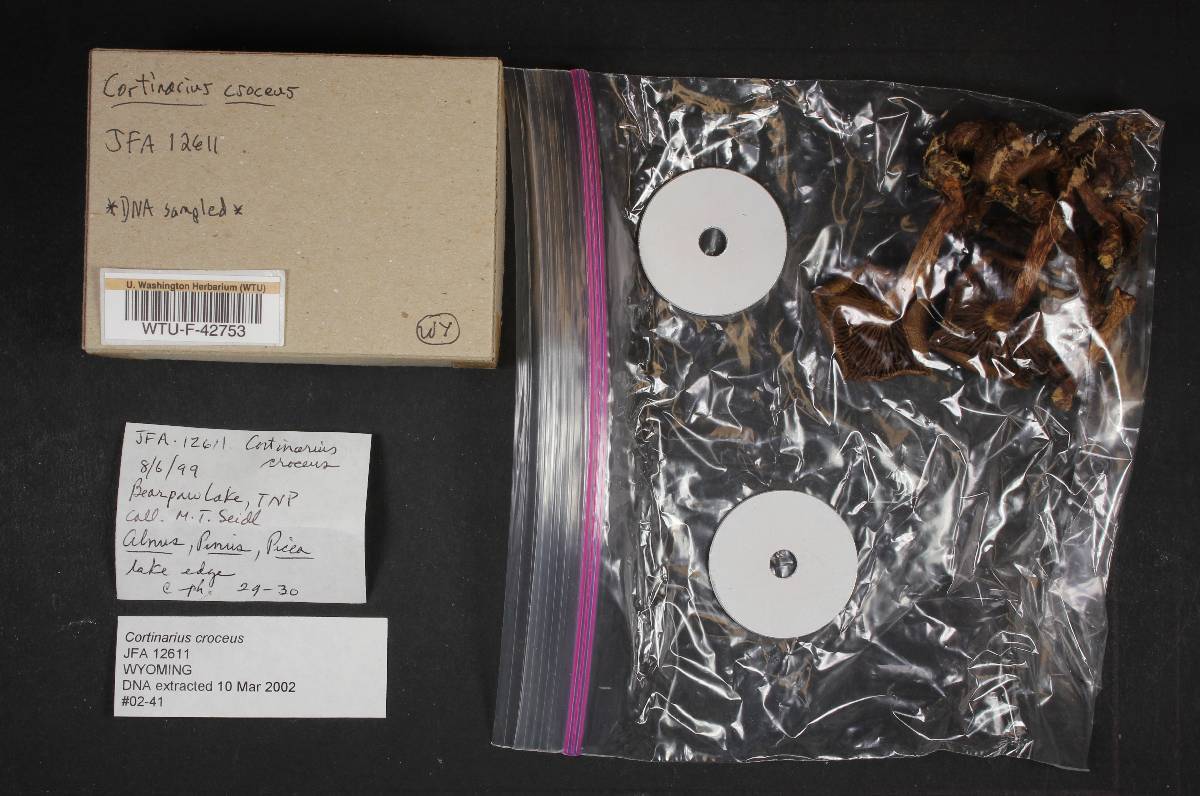 Cortinarius croceus
JFA 12611
*DNA sampled*
U. Washington Herbarium (WTU)
WTU-F-42753
WY
JFA.12611 Cortinarius
8/6/99 croceus
Bearpaw Lake, TNP
Coll. M.T. Seidl
Alnus, Pinus, Picea
lake edge
c ph. 29-30
Cortinarius croceus
JFA 12611
WYOMING
DNA extracted 10 Mar 2002
#02-41